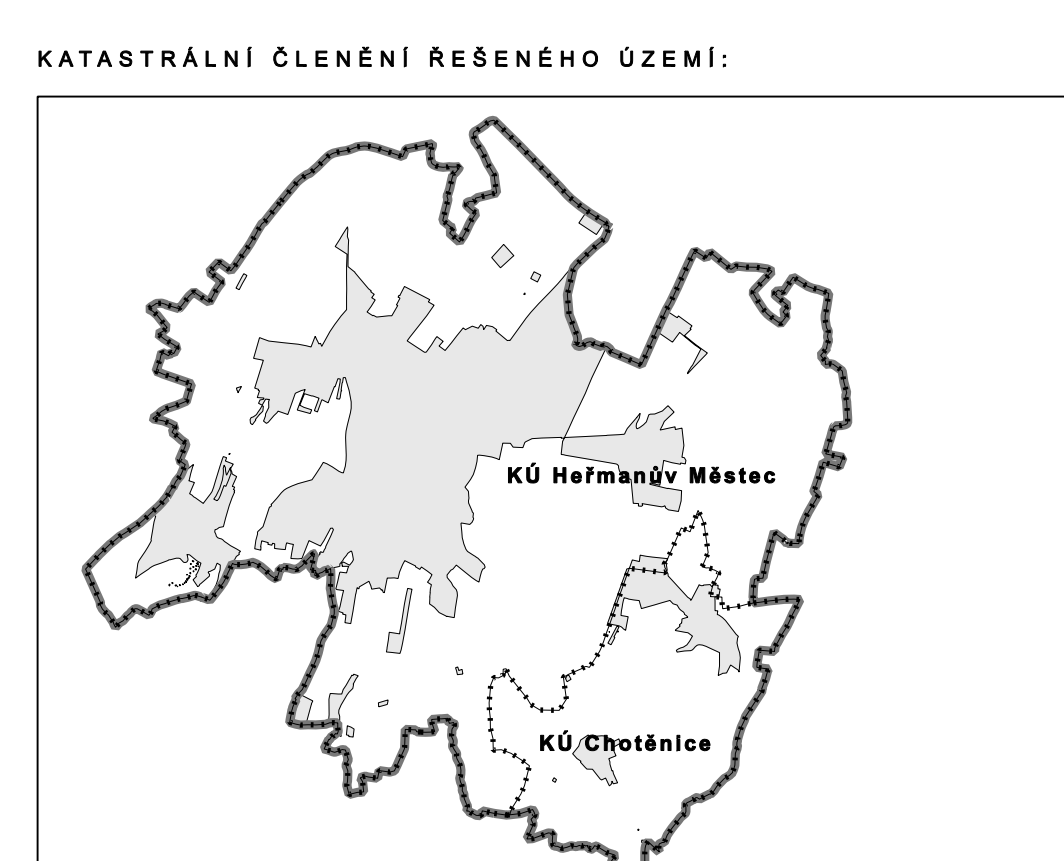 KATASTRÁLNÍ ČLENĚNÍ ŘEŠENÉHO ÚZEMÍ:
KÚ Heřmanův Městec
KÚ Chotěnice